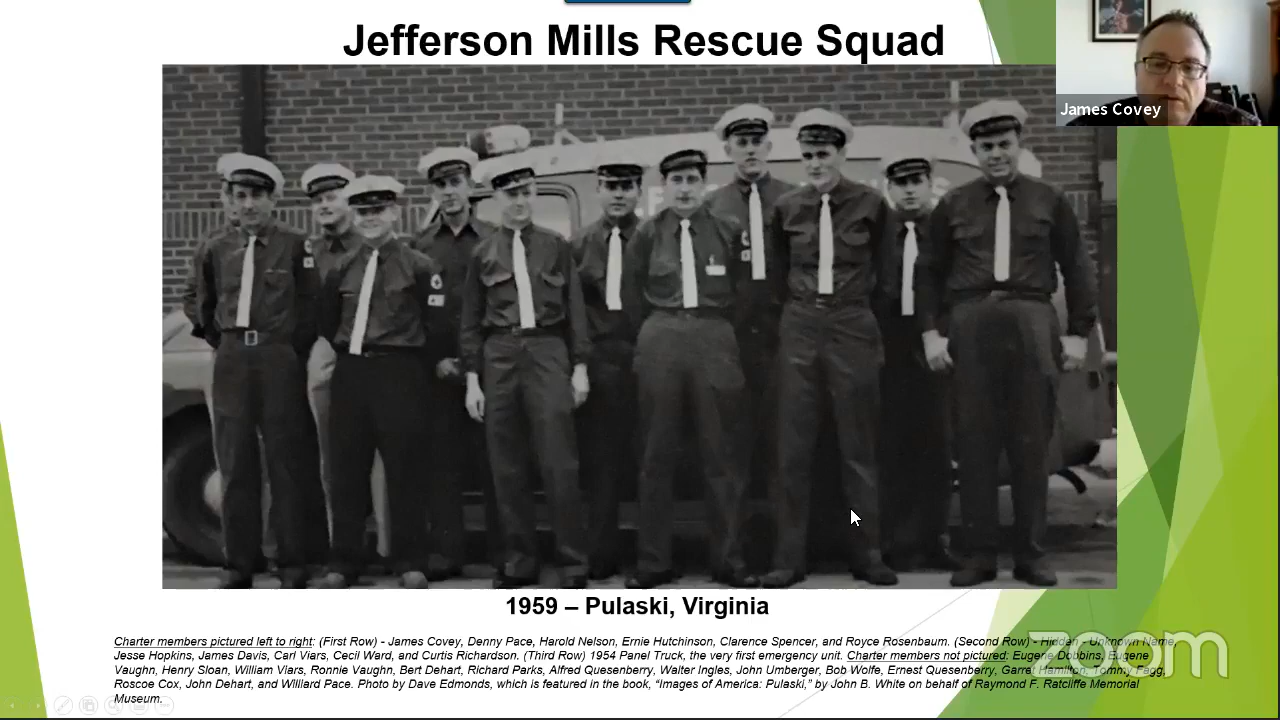 Jefferson Mills Rescue Squad
James Covey
1959 – Pulaski, Virginia
Charter members pictured left to right: (First Row) - James Covey, Denny Pace, Harold Nelson, Ernie Hutchinson, Clarence Spencer, and Royce Rosenbaum. (Second Row) - Hidden - Unknown Name,
Jesse Hopkins, James Davis, Carl Viars, Cecil Ward, and Curtis Richardson. (Third Row) 1954 Panel Truck, the very first emergency unit. Charter members not pictured: Eugene Dobbins, Eugene
Vaughn, Henry Sloan, William Viars, Romance Vaughn, Bert Dehart, Richard Parks, Alfred Quesenberry, Walter Ingles, John Umberger, Bob Wolfe, Ernest Quesenberry, Garret Hamilton, Tommy Fagg,
Roscoe Cox, John Dehart, and Williard Pace. Photo by Dane Edmonds, which is featured in the book, “Images of America: Pulaski,” by John B. White on behalf of Raymond F. Ratcliffe Memorial
Museum.
zoom